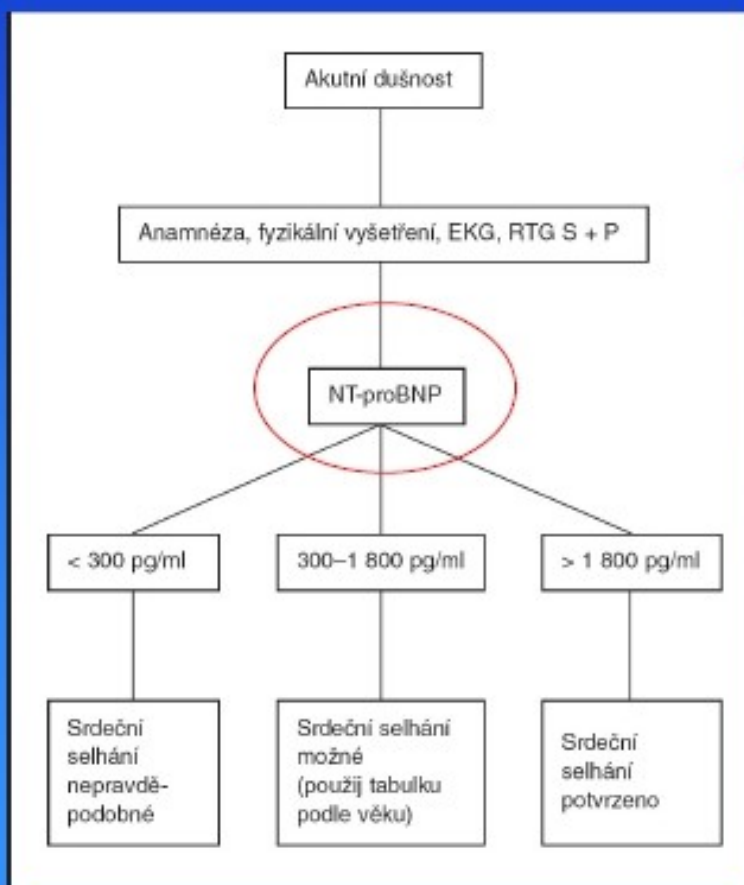 Akutní dušnost
Anamnéza, fyzikální vyšetření, EKG, RTG S + P
NT-proBNP
< 300 pg/ml
300–1 800 pg/ml
> 1 800 pg/ml
Srdeční
selhání
nepravdě-
podobné
Srdeční selhání
možné
(použij tabulku
podle věku)
Srdeční
selhání
potvrzeno